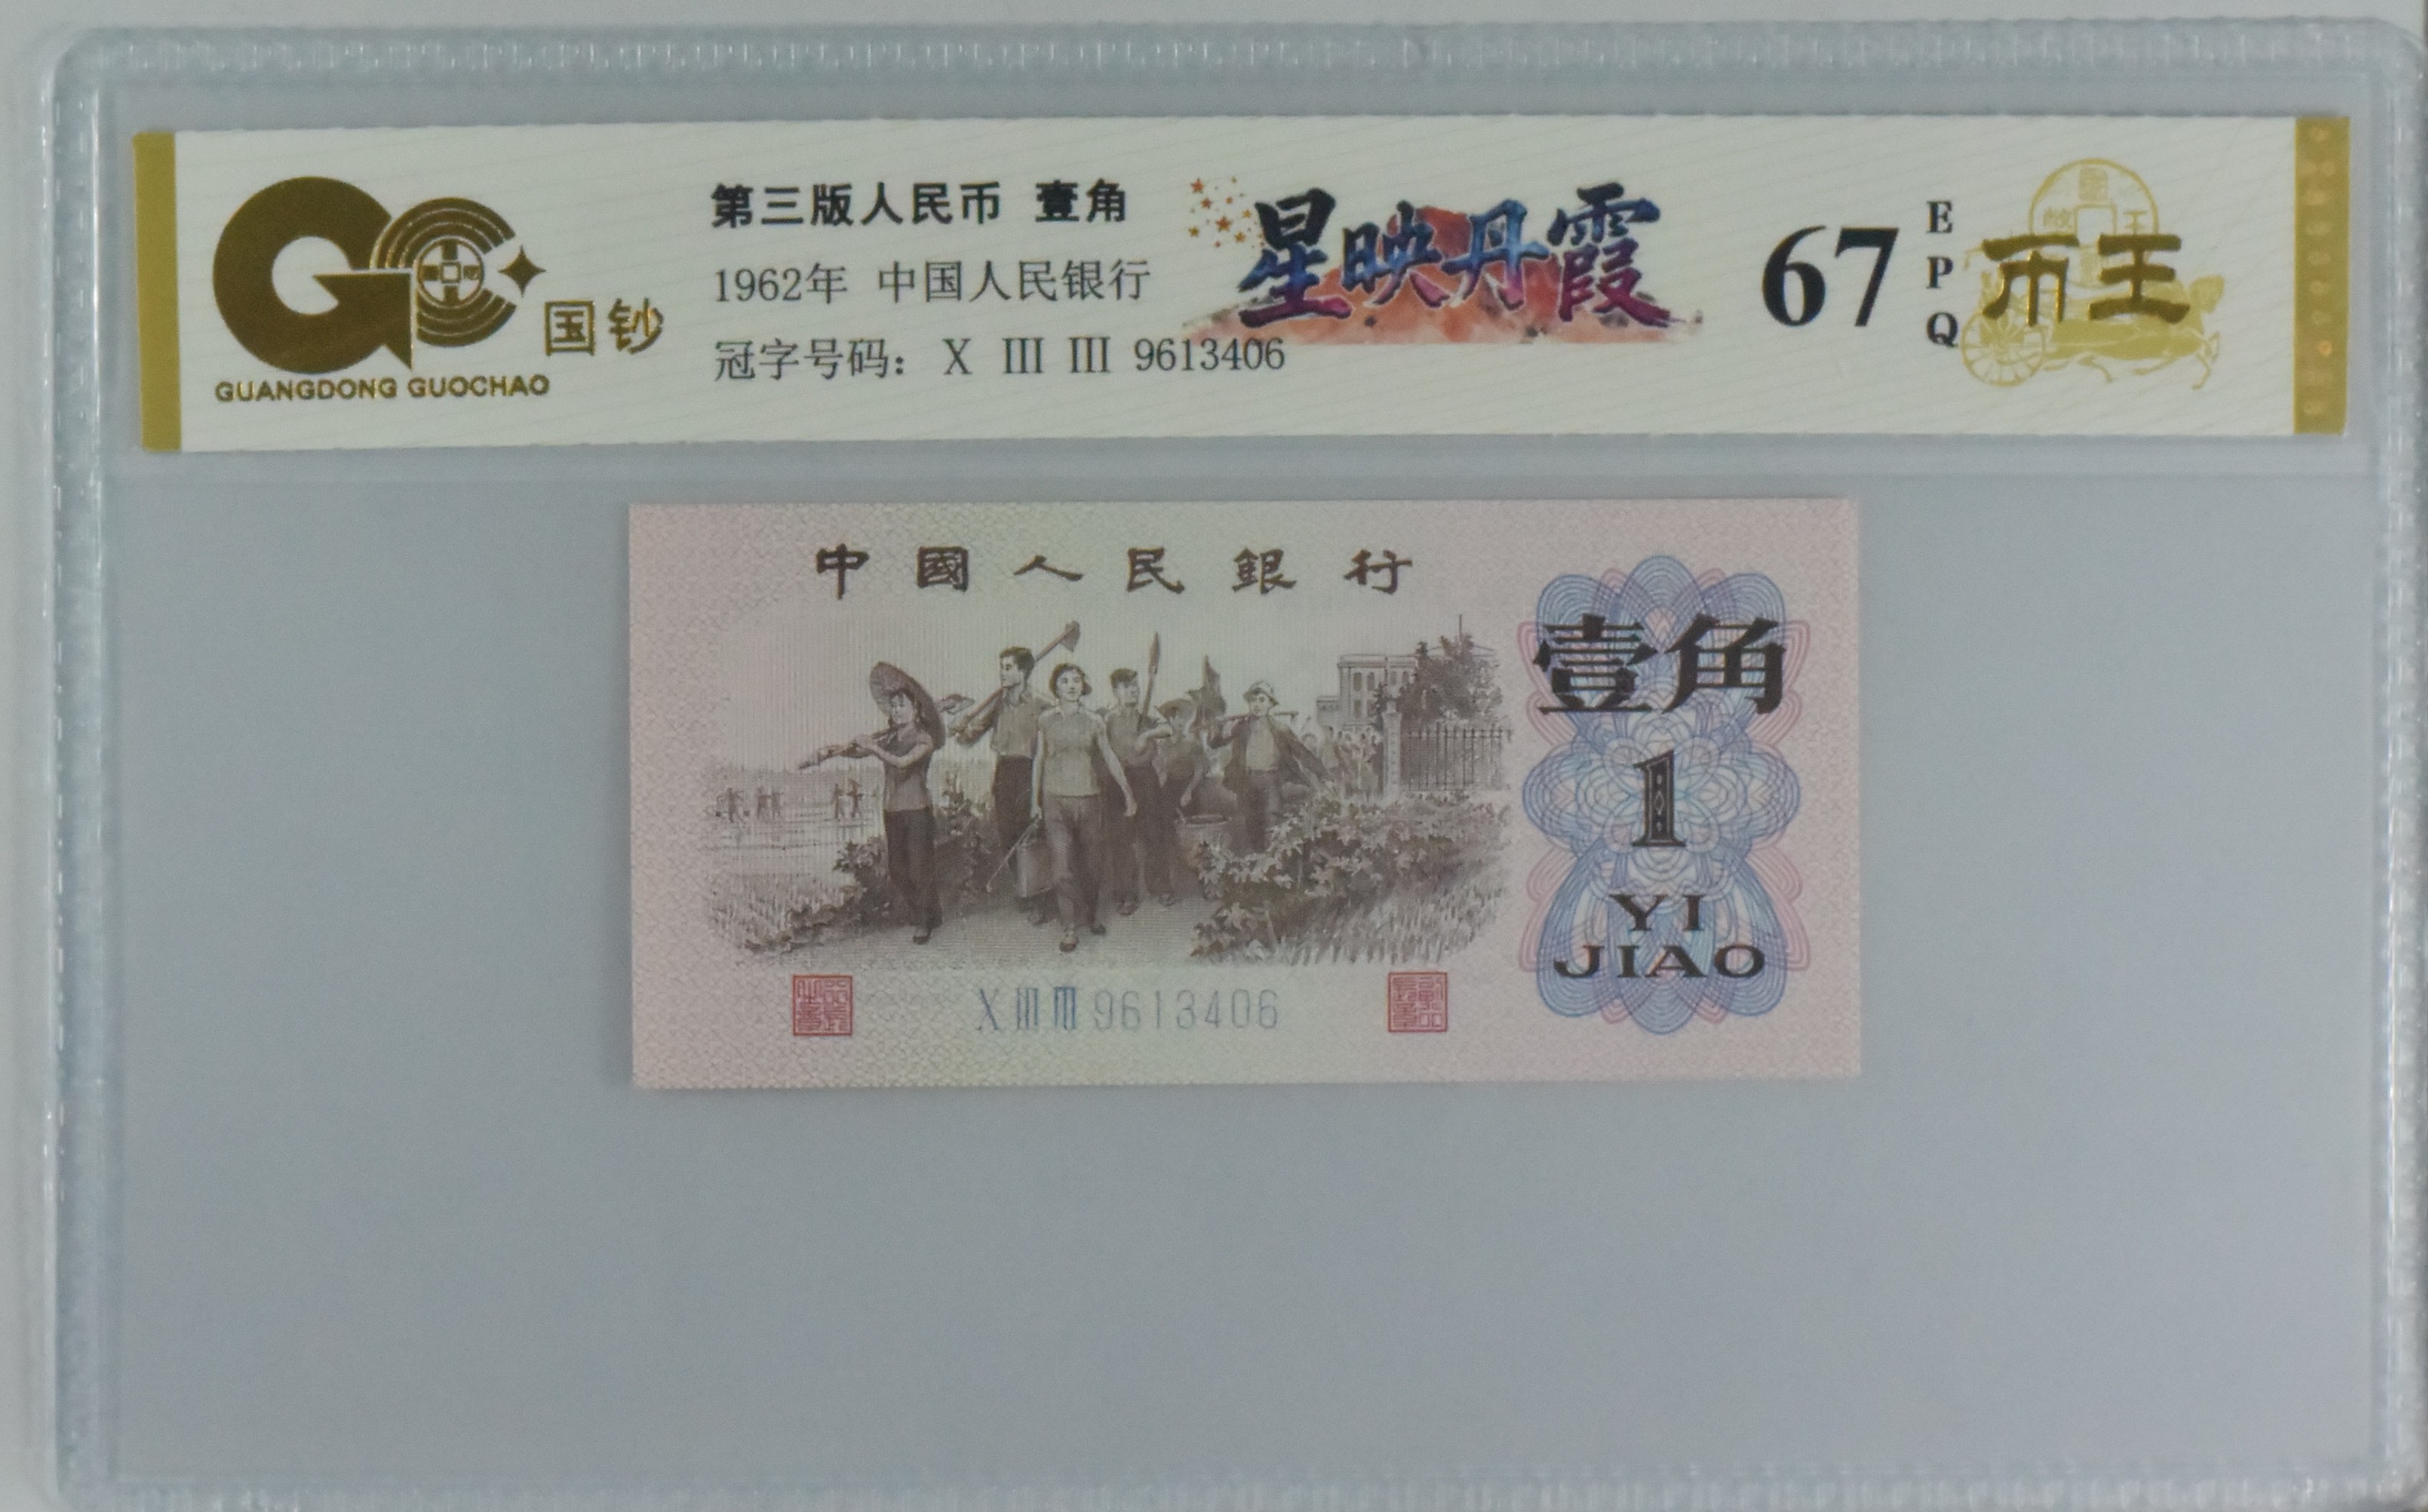 国钞
GUANGDONG GUOCHAO
第三版人民币 壹角
1962年 中国人民银行
冠字号码：X III III 9613406
星映丹霞
67
EPQ
币王
中國人民銀行
壹角
1
YI
JIAO
X III III 9613406